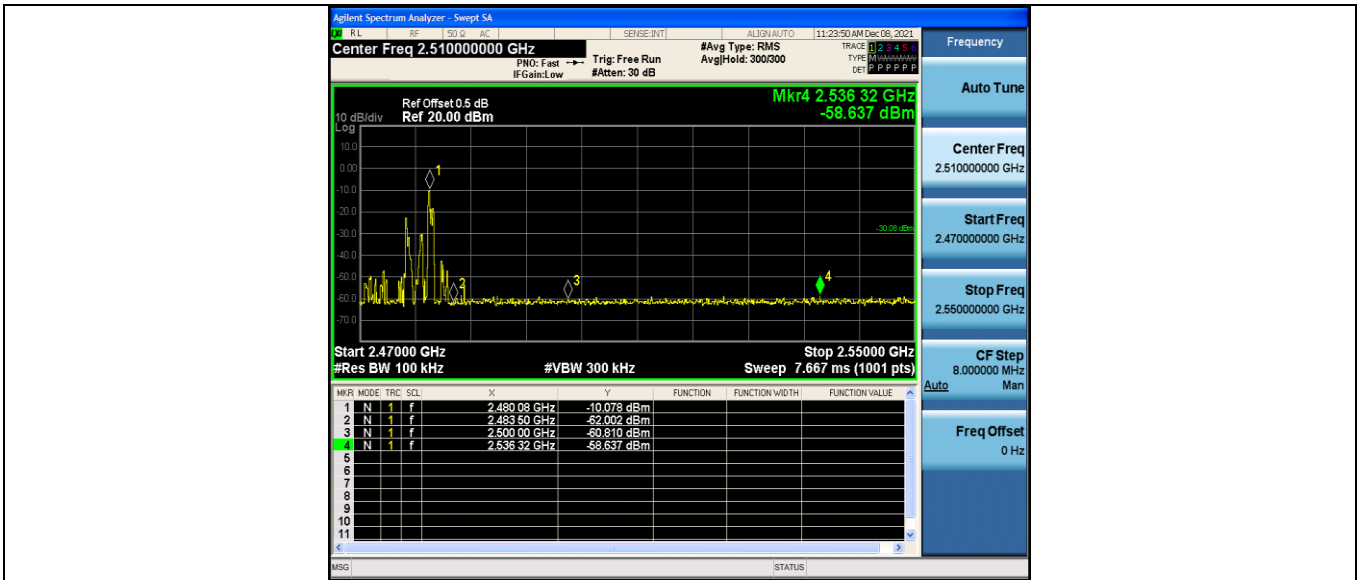 Agilent Spectrum Analyzer - Swept SA
RL RF 50 Ω AC SENSE:INT ALIGNAUTO 11:23:50 AM Dec 08, 2021
Center Freq 2.510000000 GHz
PNO: Fast
IFGain:Low
Trig: Free Run
#Atten: 30 dB
#Avg Type: RMS
Avg|Hold: 300/300
TRACE 1 2 3 4 5 6
TYPE M
DET P P P P P P
Mkr4 2.536 32 GHz
-58.637 dBm
Ref Offset 0.5 dB
10 dB/div Ref 20.00 dBm
Log
10.0
0.00
-10.0
-20.0
-30.0
-40.0
-50.0
-60.0
-70.0
1
2
3
4
-30.08 dBm
Start 2.47000 GHz Stop 2.55000 GHz
#Res BW 100 kHz #VBW 300 kHz Sweep 7.667 ms (1001 pts)
MKR MODE TRC SCL X Y FUNCTION FUNCTION WIDTH FUNCTION VALUE
1 N 1 f 2.480 08 GHz -10.078 dBm
2 N 1 f 2.483 50 GHz -62.002 dBm
3 N 1 f 2.500 00 GHz -60.810 dBm
4 N 1 f 2.536 32 GHz -58.637 dBm
5
6
7
8
9
10
11
MSG STATUS
Frequency
Auto Tune
Center Freq
2.510000000 GHz
Start Freq
2.470000000 GHz
Stop Freq
2.550000000 GHz
CF Step
8.000000 MHz
Auto Man
Freq Offset
0 Hz